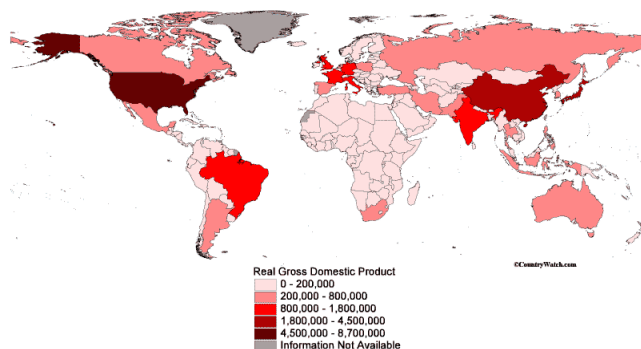 ©CountryWatch.com
Real Gross Domestic Product
0 - 200,000
200,000 - 800,000
800,000 - 1,800,000
1,800,000 - 4,500,000
4,500,000 - 8,700,000
Information Not Available